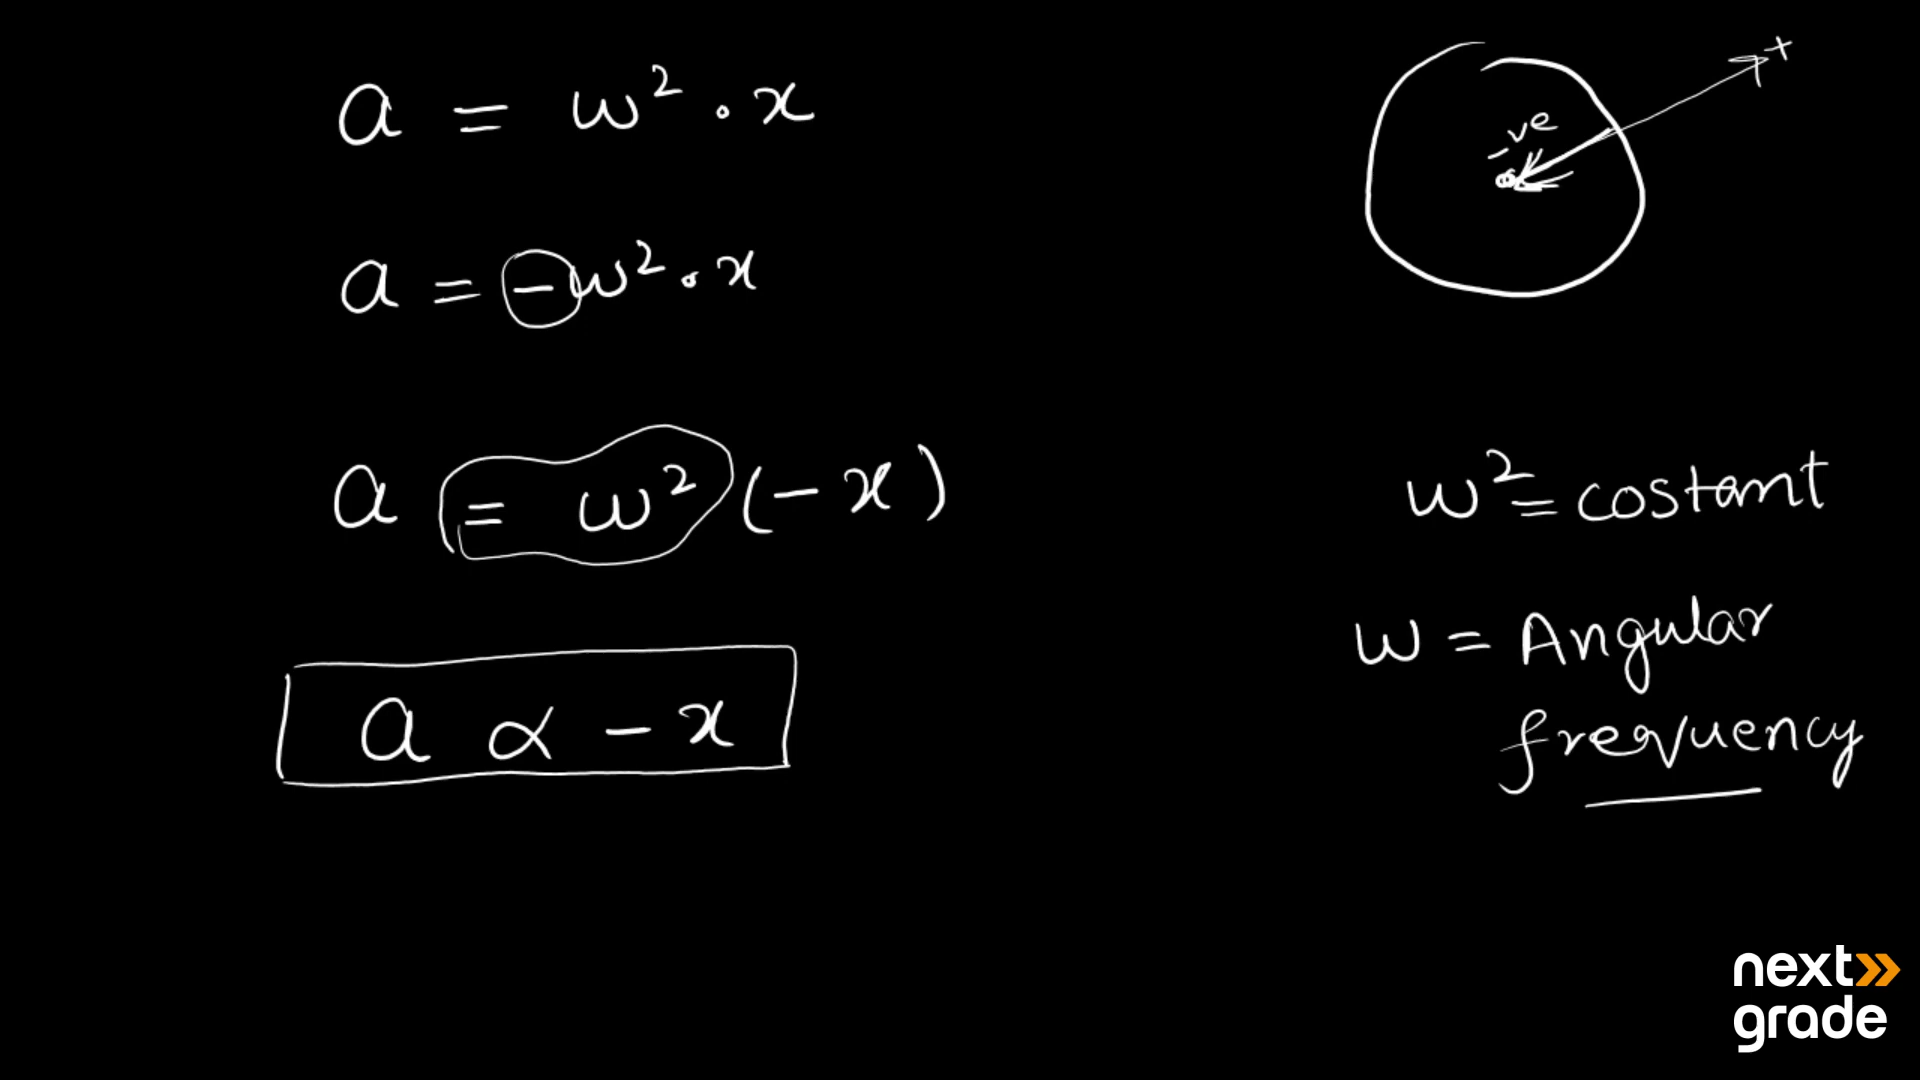 a = ω² · x
a = -ω² · x
a = ω² (-x)
a ∝ -x
+
-ve
ω² = costant
ω = Angular
frequency
next
grade